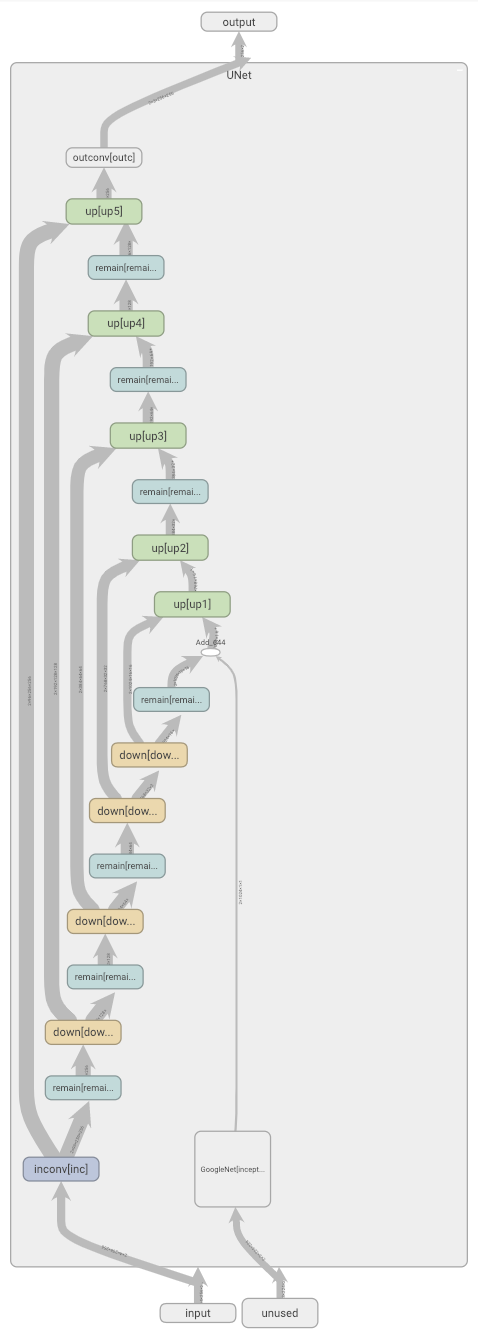 output
UNet
outconv[outc]
up[up5]
remain[remai...
up[up4]
remain[remai...
up[up3]
remain[remai...
up[up2]
up[up1]
Add_644
remain[remai...
down[dow...
down[dow...
remain[remai...
down[dow...
remain[remai...
down[dow...
remain[remai...
inconv[inc]
GoogleNet[incept...
input
unused